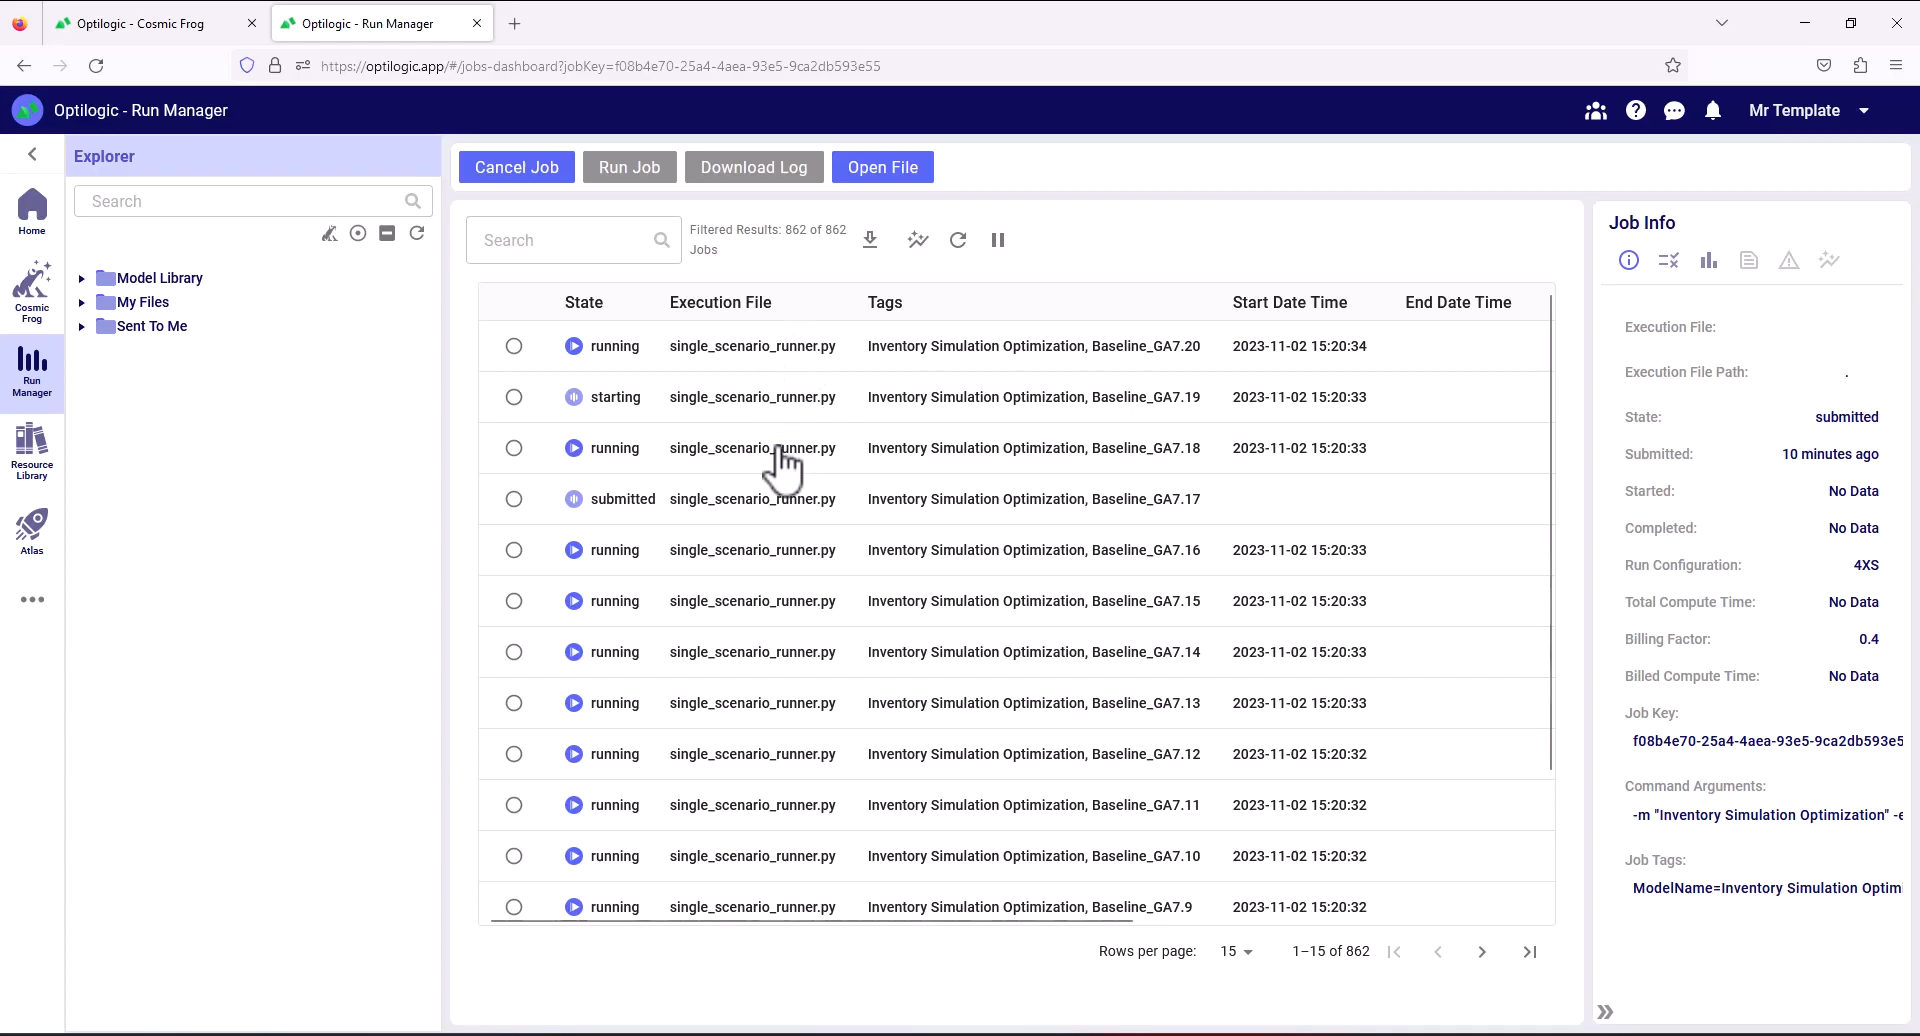 Optilogic - Cosmic Frog
Optilogic - Run Manager
https://optilogic.app/#/jobs-dashboard?jobKey=f08b4e70-25a4-4aea-93e5-9ca2db593e55
Optilogic - Run Manager
Mr Template
Home
Cosmic
Frog
Run
Manager
Resource
Library
Atlas
Explorer
Search
Model Library
My Files
Sent To Me
Cancel Job Run Job Download Log Open File
Search
Filtered Results: 862 of 862
Jobs
State Execution File Tags Start Date Time End Date Time
running single_scenario_runner.py Inventory Simulation Optimization, Baseline_GA7.20 2023-11-02 15:20:34
starting single_scenario_runner.py Inventory Simulation Optimization, Baseline_GA7.19 2023-11-02 15:20:33
running single_scenario_runner.py Inventory Simulation Optimization, Baseline_GA7.18 2023-11-02 15:20:33
submitted single_scenario_runner.py Inventory Simulation Optimization, Baseline_GA7.17
running single_scenario_runner.py Inventory Simulation Optimization, Baseline_GA7.16 2023-11-02 15:20:33
running single_scenario_runner.py Inventory Simulation Optimization, Baseline_GA7.15 2023-11-02 15:20:33
running single_scenario_runner.py Inventory Simulation Optimization, Baseline_GA7.14 2023-11-02 15:20:33
running single_scenario_runner.py Inventory Simulation Optimization, Baseline_GA7.13 2023-11-02 15:20:33
running single_scenario_runner.py Inventory Simulation Optimization, Baseline_GA7.12 2023-11-02 15:20:32
running single_scenario_runner.py Inventory Simulation Optimization, Baseline_GA7.11 2023-11-02 15:20:32
running single_scenario_runner.py Inventory Simulation Optimization, Baseline_GA7.10 2023-11-02 15:20:32
running single_scenario_runner.py Inventory Simulation Optimization, Baseline_GA7.9 2023-11-02 15:20:32
Rows per page: 15 1–15 of 862
Job Info
Execution File:
Execution File Path: .
State: submitted
Submitted: 10 minutes ago
Started: No Data
Completed: No Data
Run Configuration: 4XS
Total Compute Time: No Data
Billing Factor: 0.4
Billed Compute Time: No Data
Job Key:
f08b4e70-25a4-4aea-93e5-9ca2db593e5
Command Arguments:
-m "Inventory Simulation Optimization" -e
Job Tags:
ModelName=Inventory Simulation Optim